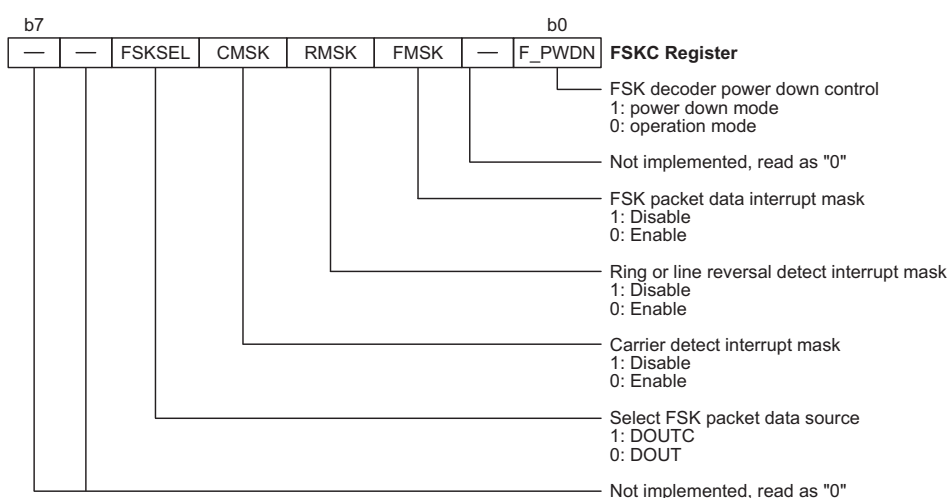 b7 b0
— — FSKSEL CMSK RMSK FMSK — F_PWDN FSKC Register
FSK decoder power down control
1: power down mode
0: operation mode
Not implemented, read as "0"
FSK packet data interrupt mask
1: Disable
0: Enable
Ring or line reversal detect interrupt mask
1: Disable
0: Enable
Carrier detect interrupt mask
1: Disable
0: Enable
Select FSK packet data source
1: DOUTC
0: DOUT
Not implemented, read as "0"